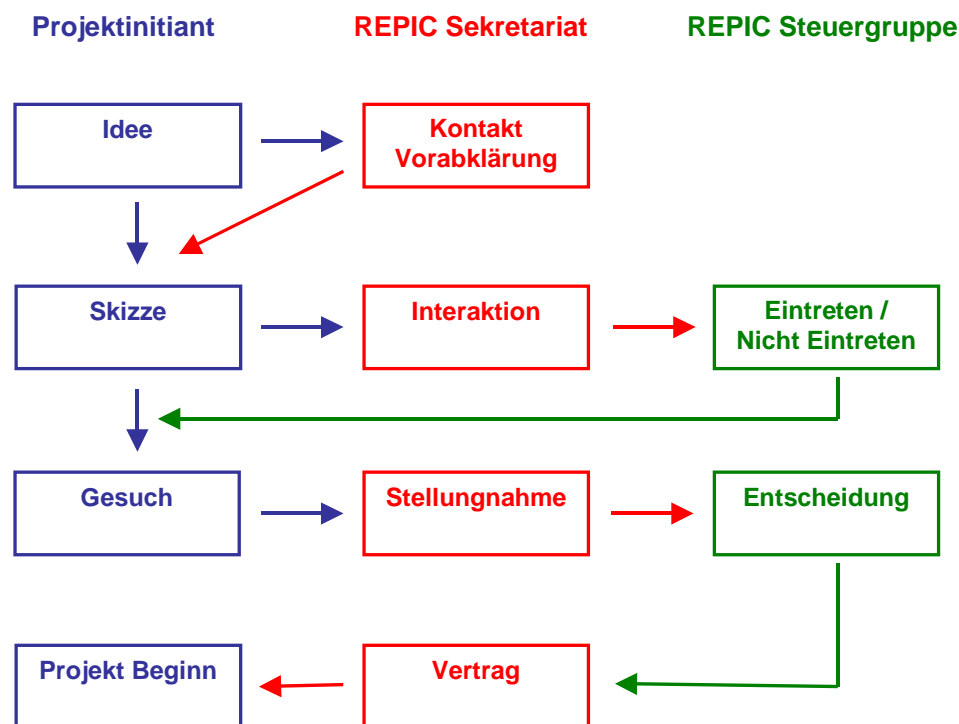 Projektinitiant
REPIC Sekretariat
REPIC Steuergruppe
Idee
Kontakt
Vorabklärung
Skizze
Interaktion
Eintreten /
Nicht Eintreten
Gesuch
Stellungnahme
Entscheidung
Projekt Beginn
Vertrag